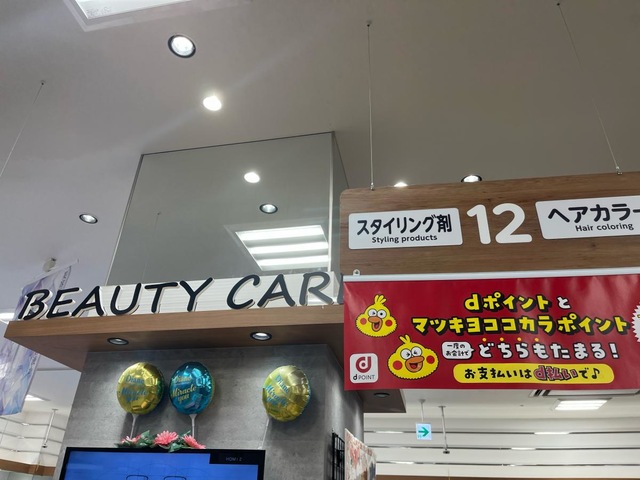 BEAUTY CAR
スタイリング剤
Styling products
12
ヘアカラー
Hair coloring
dポイントと
マツキヨココカラポイント
一度の
お会計で
どちらもたまる!
d POINT
お支払いは d払いで♪
Miracle
HDMI 2